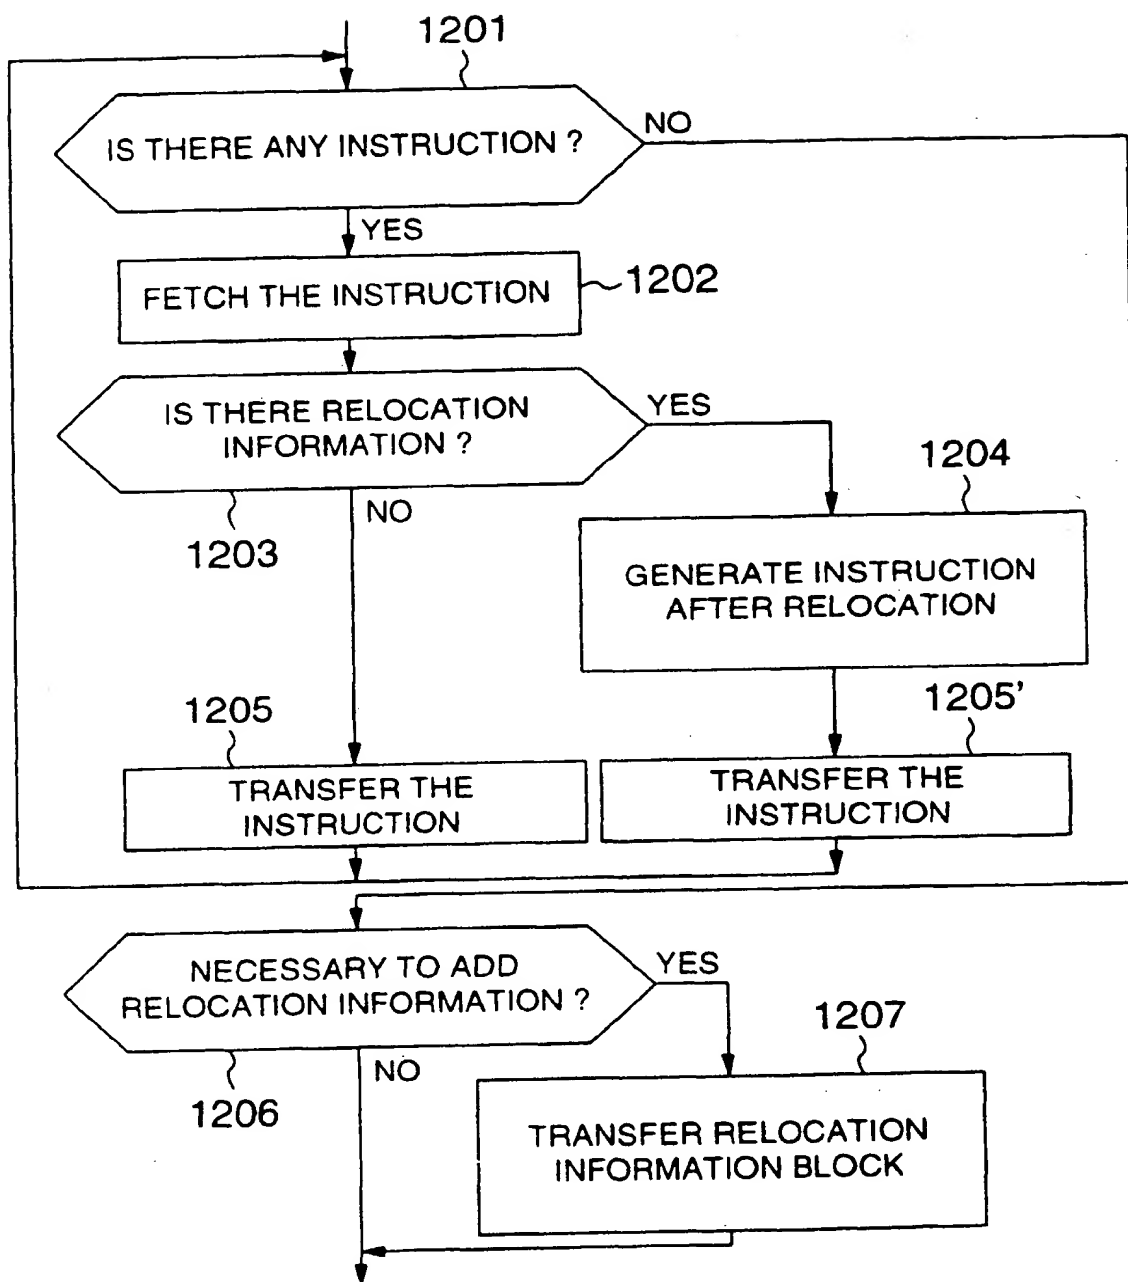 1201
IS THERE ANY INSTRUCTION ?
NO
YES
FETCH THE INSTRUCTION
1202
IS THERE RELOCATION
INFORMATION ?
YES
1203
NO
1204
GENERATE INSTRUCTION
AFTER RELOCATION
1205
TRANSFER THE
INSTRUCTION
1205'
TRANSFER THE
INSTRUCTION
NECESSARY TO ADD
RELOCATION INFORMATION ?
YES
1206
NO
1207
TRANSFER RELOCATION
INFORMATION BLOCK